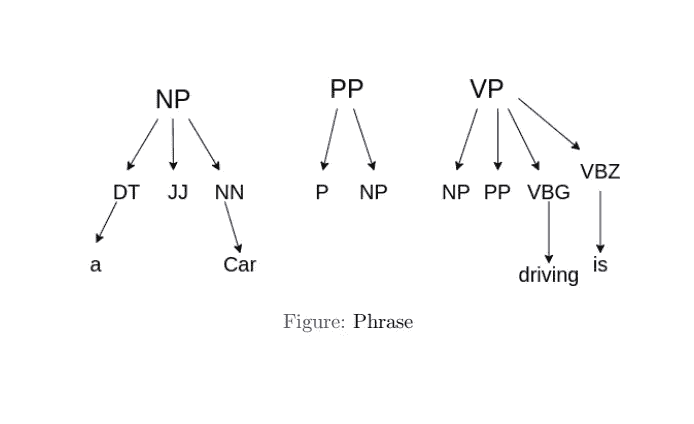 NP
PP
VP
DT JJ NN
P NP
NP PP VBG
VBZ
a
Car
driving
is
Figure: Phrase